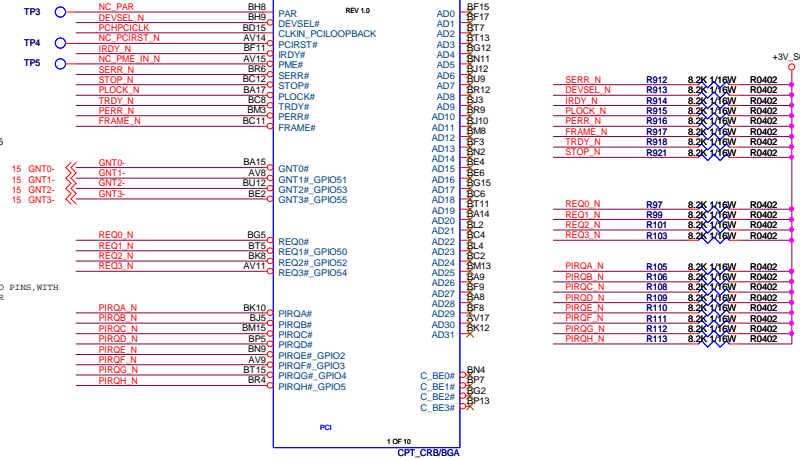 TP3
TP4
TP5
NC_PAR BH8 PAR
DEVSEL_N BH9 DEVSEL#
PCHPCICLK BD15 CLKIN_PCILOOPBACK
NC_PCIRST_N AV14 PCIRST#
IRDY_N BF11 IRDY#
NC_PME_IN_N AV15 PME#
SERR_N BR6 SERR#
STOP_N BC12 STOP#
PLOCK_N BA17 PLOCK#
TRDY_N BC8 TRDY#
PERR_N BM3 PERR#
FRAME_N BC11 FRAME#
15 GNT0- GNT0- BA15 GNT0#
15 GNT1- GNT1- AV8 GNT1#_GPIO51
15 GNT2- GNT2- BU12 GNT2#_GPIO53
15 GNT3- GNT3- BE2 GNT3#_GPIO55
REQ0_N BG5 REQ0#
REQ1_N BT5 REQ1#_GPIO50
REQ2_N BK8 REQ2#_GPIO52
REQ3_N AV11 REQ3#_GPIO54
PINS,WITH
PIRQA_N BK10 PIRQA#
PIRQB_N BJ5 PIRQB#
PIRQC_N BM15 PIRQC#
PIRQD_N BP5 PIRQD#
PIRQE_N BN9 PIRQE#_GPIO2
PIRQF_N AV9 PIRQF#_GPIO3
PIRQG_N BT15 PIRQG#_GPIO4
PIRQH_N BR4 PIRQH#_GPIO5
REV 1.0
AD0 BF15
AD1 BF17
AD2 BT7
AD3 BT13
AD4 BG12
AD5 BN11
AD6 BJ12
AD7 BU9
AD8 BR12
AD9 BJ3
AD10 BR9
AD11 BJ10
AD12 BM8
AD13 BF3
AD14 BN2
AD15 BE4
AD16 BE6
AD17 BG15
AD18 BC6
AD19 BT11
AD20 BA14
AD21 BL2
AD22 BC4
AD23 BL4
AD24 BC2
AD25 BM13
AD26 BA9
AD27 BF9
AD28 BA8
AD29 BF8
AD30 AV17
AD31 BK12
C_BE0# BN4
C_BE1# BP7
C_BE2# BG2
C_BE3# BP13
PCI
1 OF 10
CPT_CRB/BGA
SERR_N R912 8.2K 1/16W R0402
DEVSEL_N R913 8.2K 1/16W R0402
IRDY_N R914 8.2K 1/16W R0402
PLOCK_N R915 8.2K 1/16W R0402
PERR_N R916 8.2K 1/16W R0402
FRAME_N R917 8.2K 1/16W R0402
TRDY_N R918 8.2K 1/16W R0402
STOP_N R921 8.2K 1/16W R0402
REQ0_N R97 8.2K 1/16W R0402
REQ1_N R99 8.2K 1/16W R0402
REQ2_N R101 8.2K 1/16W R0402
REQ3_N R103 8.2K 1/16W R0402
PIRQA_N R105 8.2K 1/16W R0402
PIRQB_N R106 8.2K 1/16W R0402
PIRQC_N R108 8.2K 1/16W R0402
PIRQD_N R109 8.2K 1/16W R0402
PIRQE_N R110 8.2K 1/16W R0402
PIRQF_N R111 8.2K 1/16W R0402
PIRQG_N R112 8.2K 1/16W R0402
PIRQH_N R113 8.2K 1/16W R0402